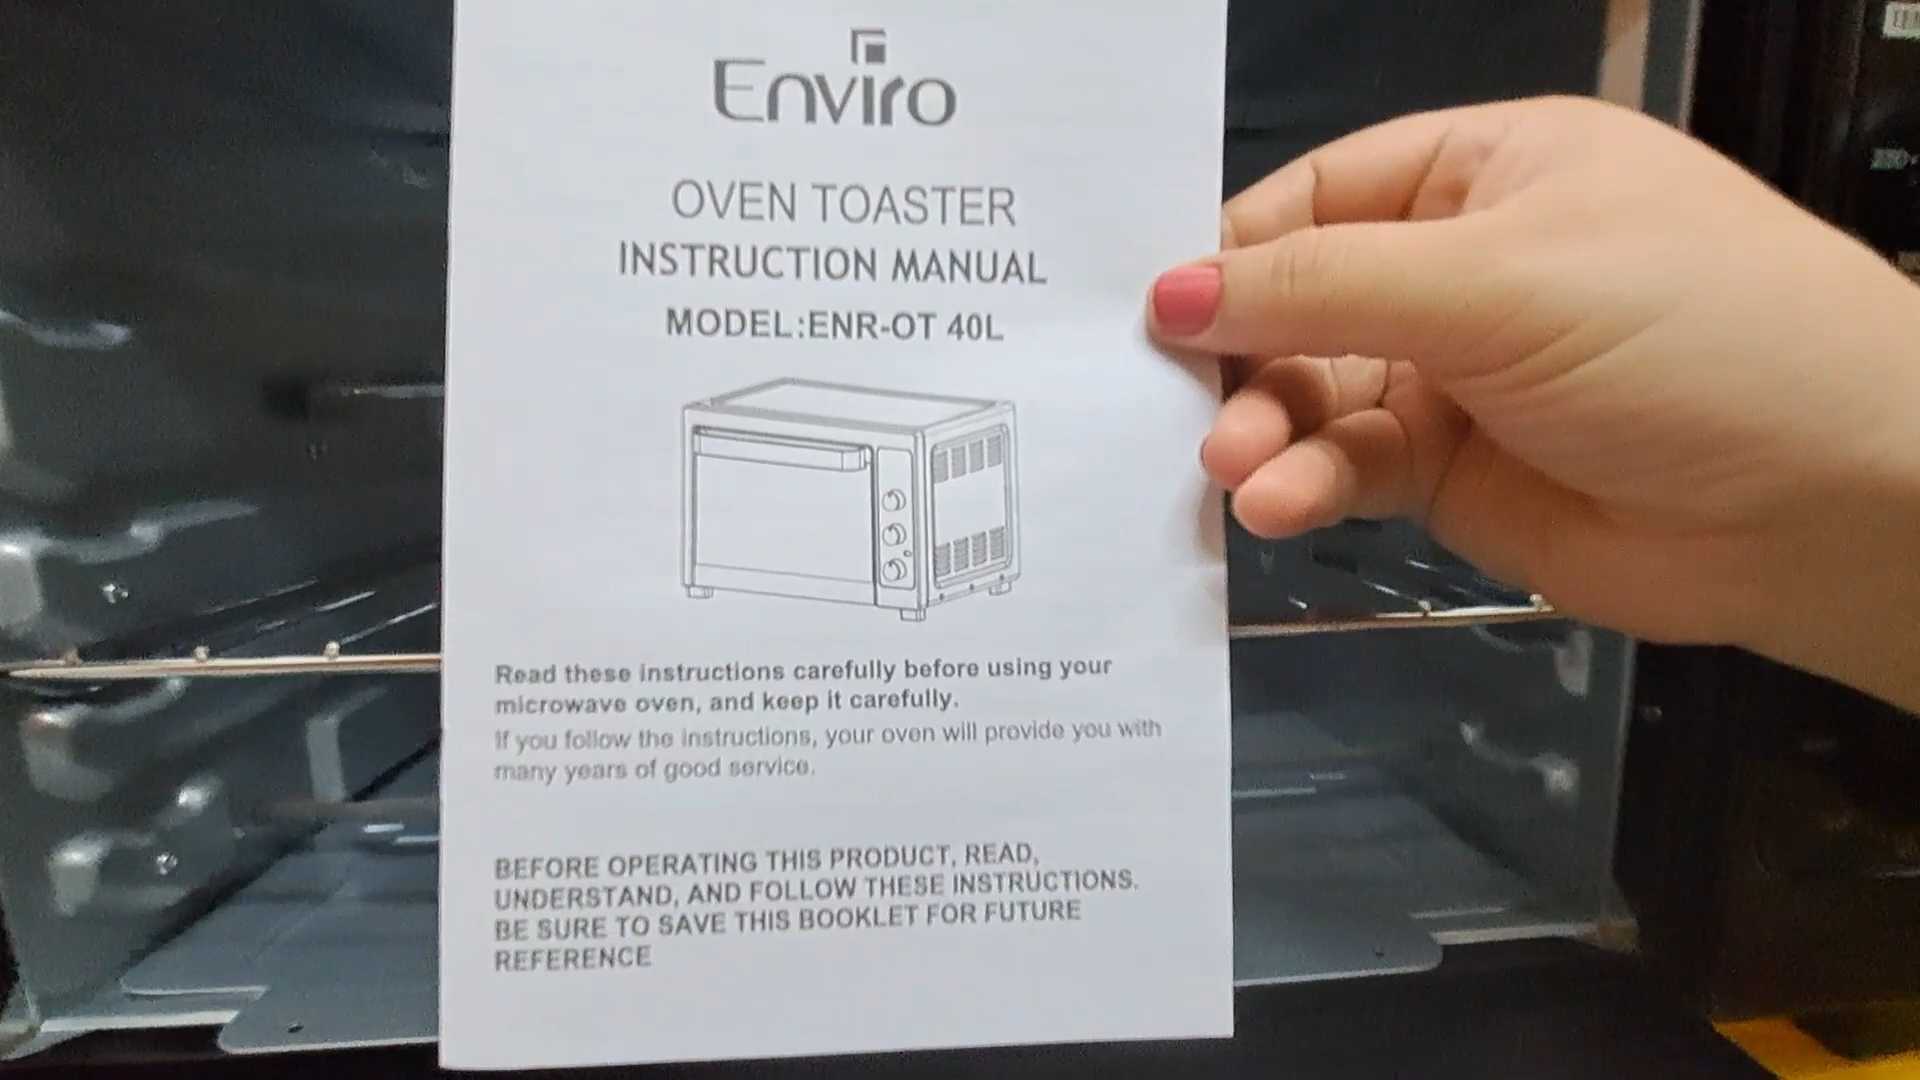 Enviro
OVEN TOASTER
INSTRUCTION MANUAL
MODEL:ENR-OT 40L
Read these instructions carefully before using your
microwave oven, and keep it carefully.
If you follow the instructions, your oven will provide you with
many years of good service.
BEFORE OPERATING THIS PRODUCT, READ,
UNDERSTAND, AND FOLLOW THESE INSTRUCTIONS.
BE SURE TO SAVE THIS BOOKLET FOR FUTURE
REFERENCE